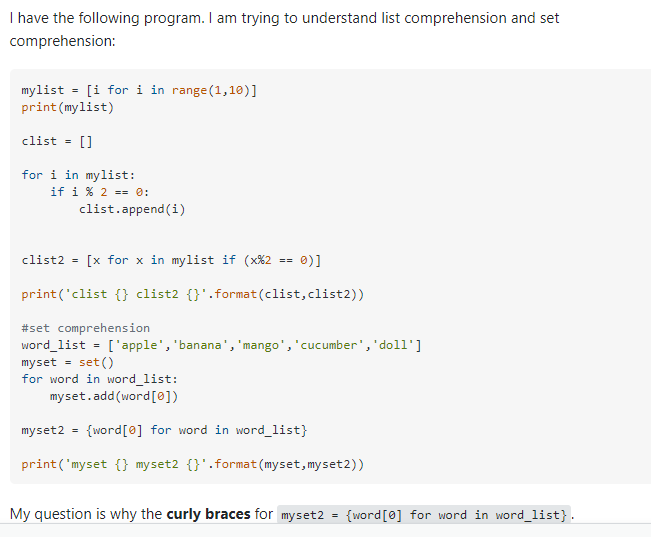 I have the following program. I am trying to understand list comprehension and set
comprehension:
mylist = [i for i in range(1,10)]
print(mylist)
clist = []
for i in mylist:
    if i % 2 == 0:
        clist.append(i)
clist2 = [x for x in mylist if (x%2 == 0)]
print('clist {} clist2 {}'.format(clist,clist2))
#set comprehension
word_list = ['apple','banana','mango','cucumber','doll']
myset = set()
for word in word_list:
    myset.add(word[0])
myset2 = {word[0] for word in word_list}
print('myset {} myset2 {}'.format(myset,myset2))
My question is why the curly braces for myset2 = {word[0] for word in word_list}.